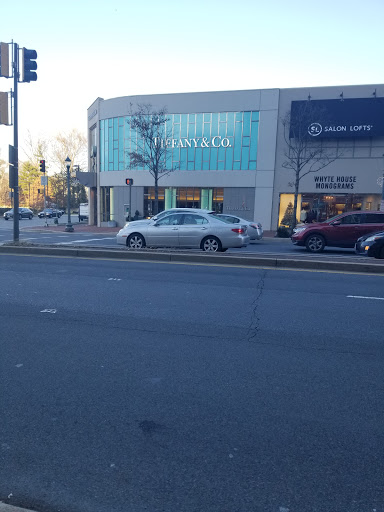 TIFFANY & CO.
SL SALON LOFTS
WHYTE HOUSE
MONOGRAMS